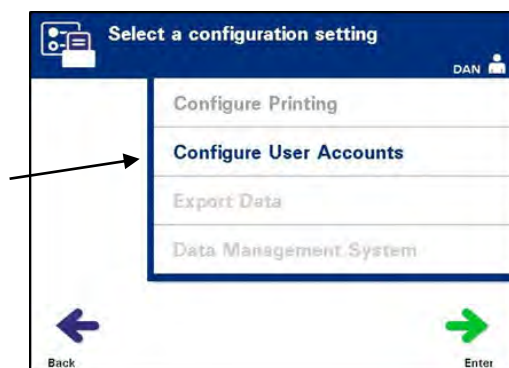 Select a configuration setting
DAN
Configure Printing
Configure User Accounts
Export Data
Data Management System
Back
Enter